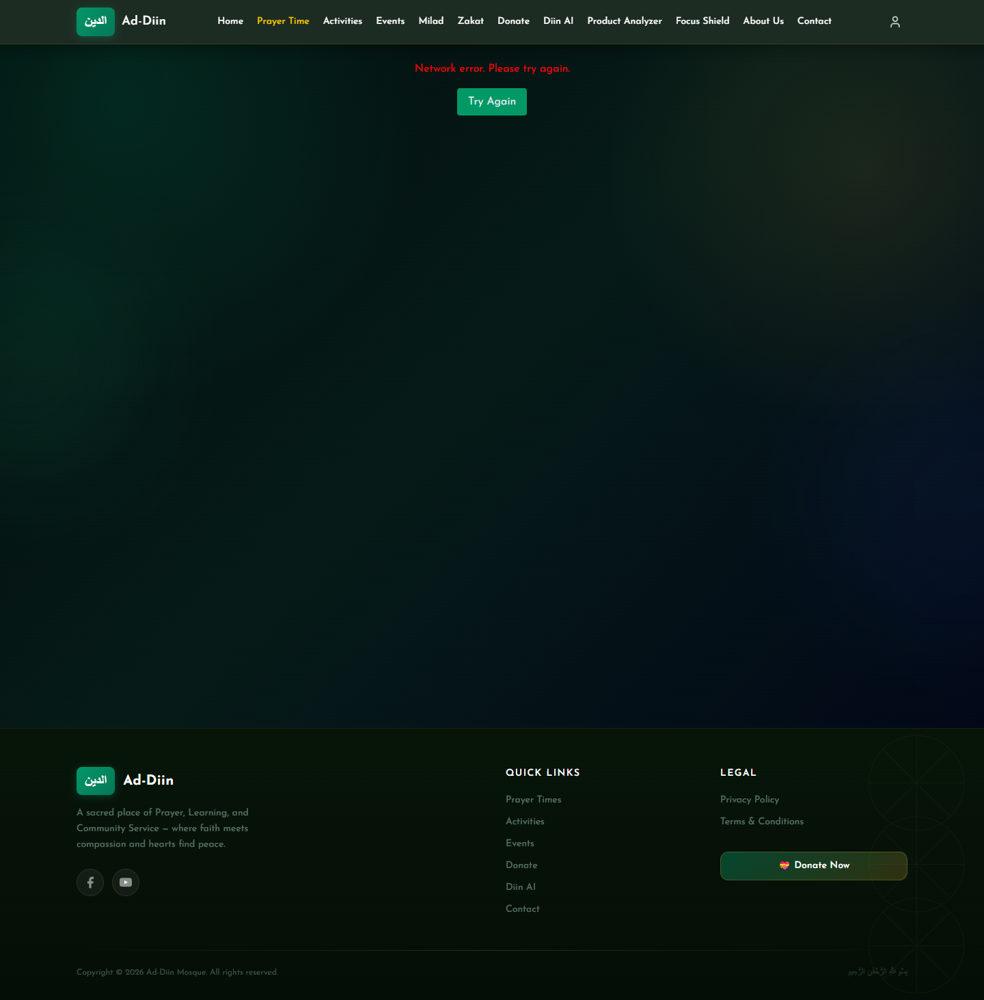 الدين Ad-Diin
Home Prayer Time Activities Events Milad Zakat Donate Diin AI Product Analyzer Focus Shield About Us Contact
Network error. Please try again.
Try Again
الدين Ad-Diin
A sacred place of Prayer, Learning, and
Community Service — where faith meets
compassion and hearts find peace.
QUICK LINKS
Prayer Times
Activities
Events
Donate
Diin AI
Contact
LEGAL
Privacy Policy
Terms & Conditions
💝 Donate Now
Copyright © 2026 Ad-Diin Mosque. All rights reserved.
بِسْمِ اللَّهِ الرَّحْمَٰنِ الرَّحِيمِ